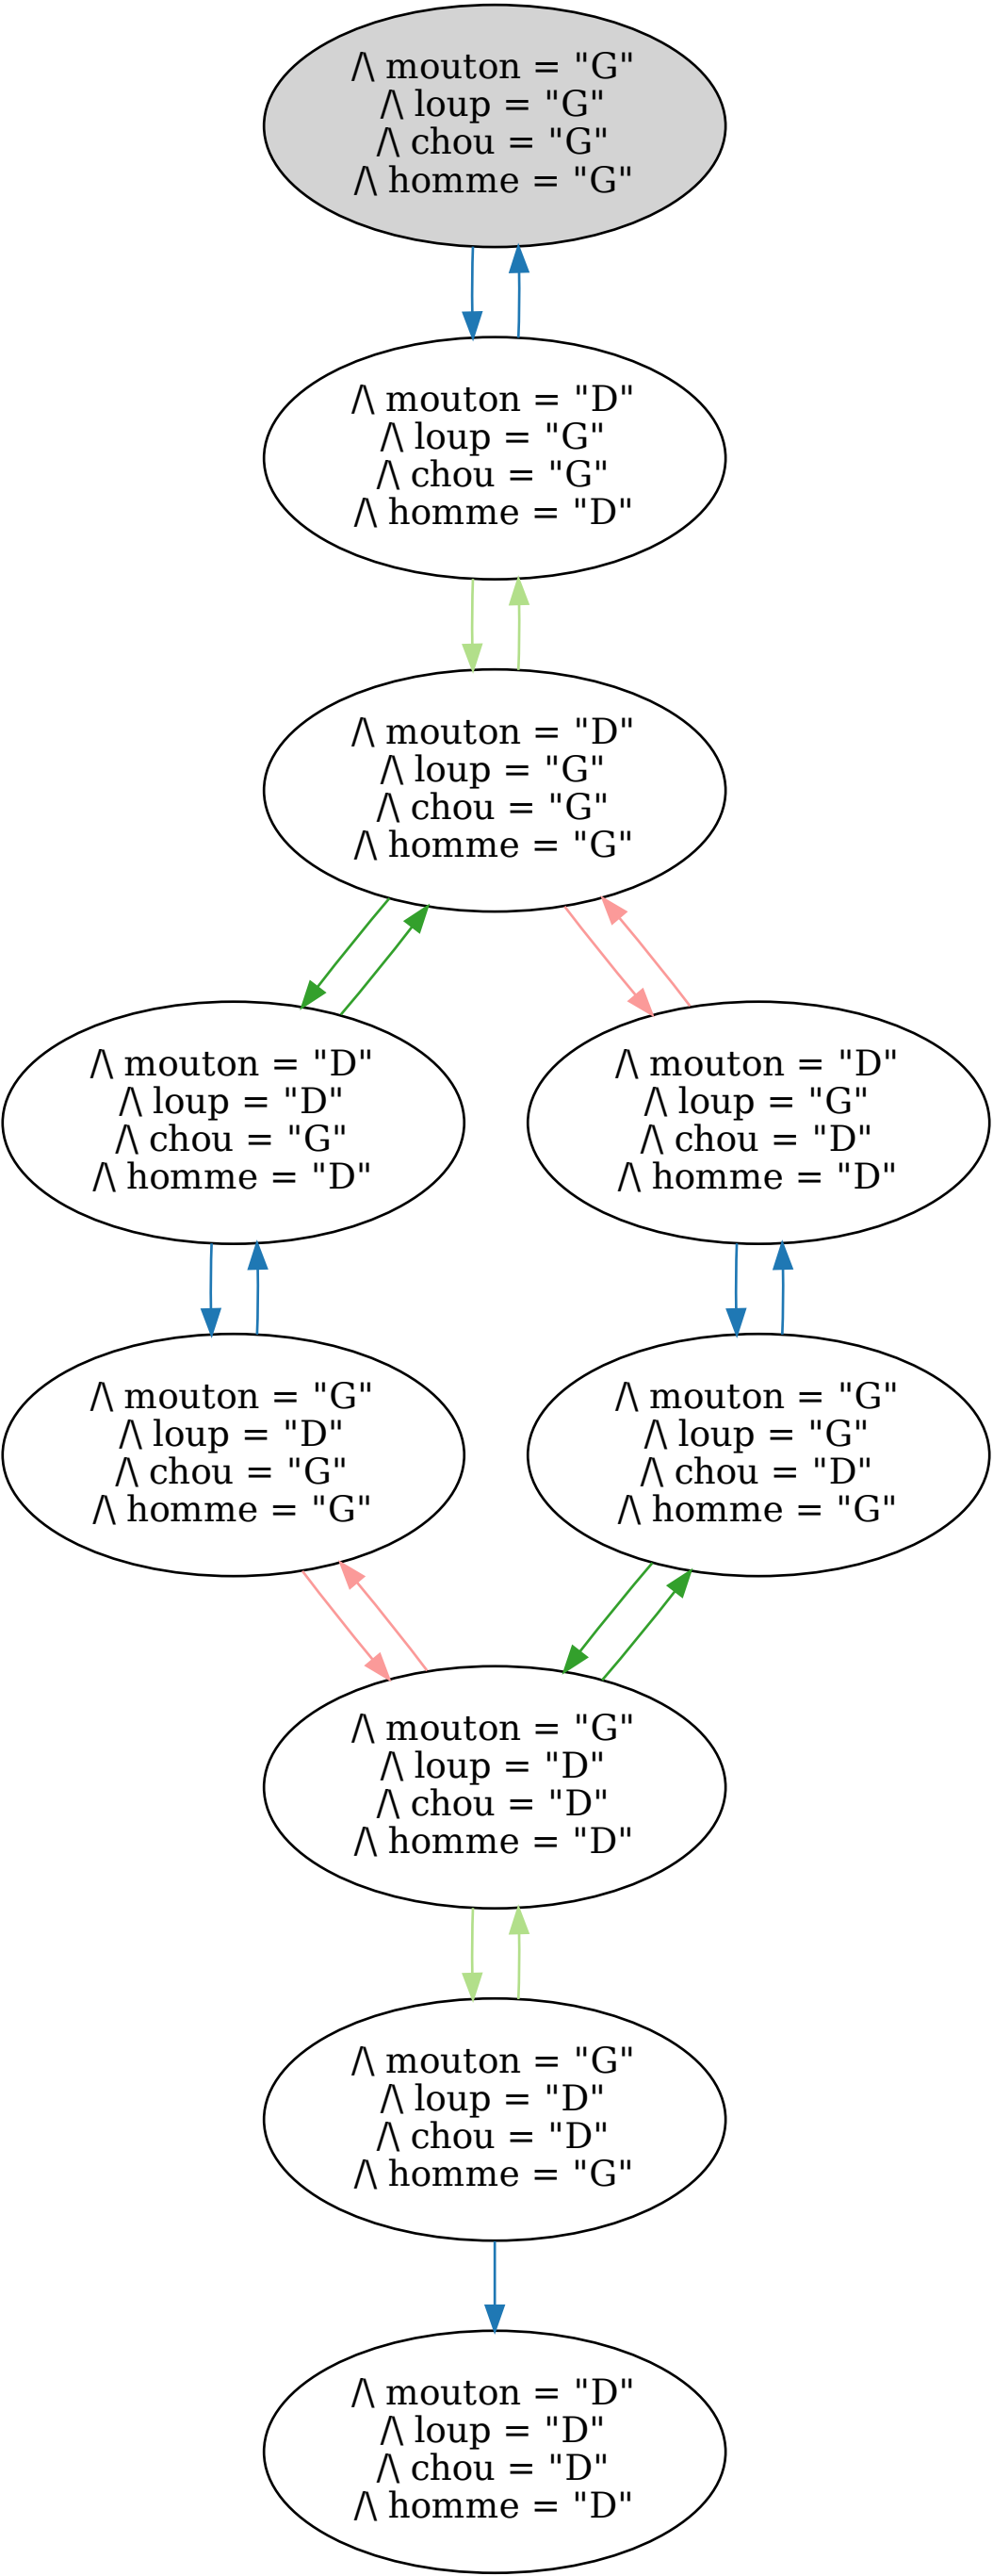 /\ mouton = "G"
/\ loup = "G"
/\ chou = "G"
/\ homme = "G"
/\ mouton = "D"
/\ loup = "G"
/\ chou = "G"
/\ homme = "D"
/\ mouton = "D"
/\ loup = "G"
/\ chou = "G"
/\ homme = "G"
/\ mouton = "D"
/\ loup = "D"
/\ chou = "G"
/\ homme = "D"
/\ mouton = "D"
/\ loup = "G"
/\ chou = "D"
/\ homme = "D"
/\ mouton = "G"
/\ loup = "D"
/\ chou = "G"
/\ homme = "G"
/\ mouton = "G"
/\ loup = "G"
/\ chou = "D"
/\ homme = "G"
/\ mouton = "G"
/\ loup = "D"
/\ chou = "D"
/\ homme = "D"
/\ mouton = "G"
/\ loup = "D"
/\ chou = "D"
/\ homme = "G"
/\ mouton = "D"
/\ loup = "D"
/\ chou = "D"
/\ homme = "D"